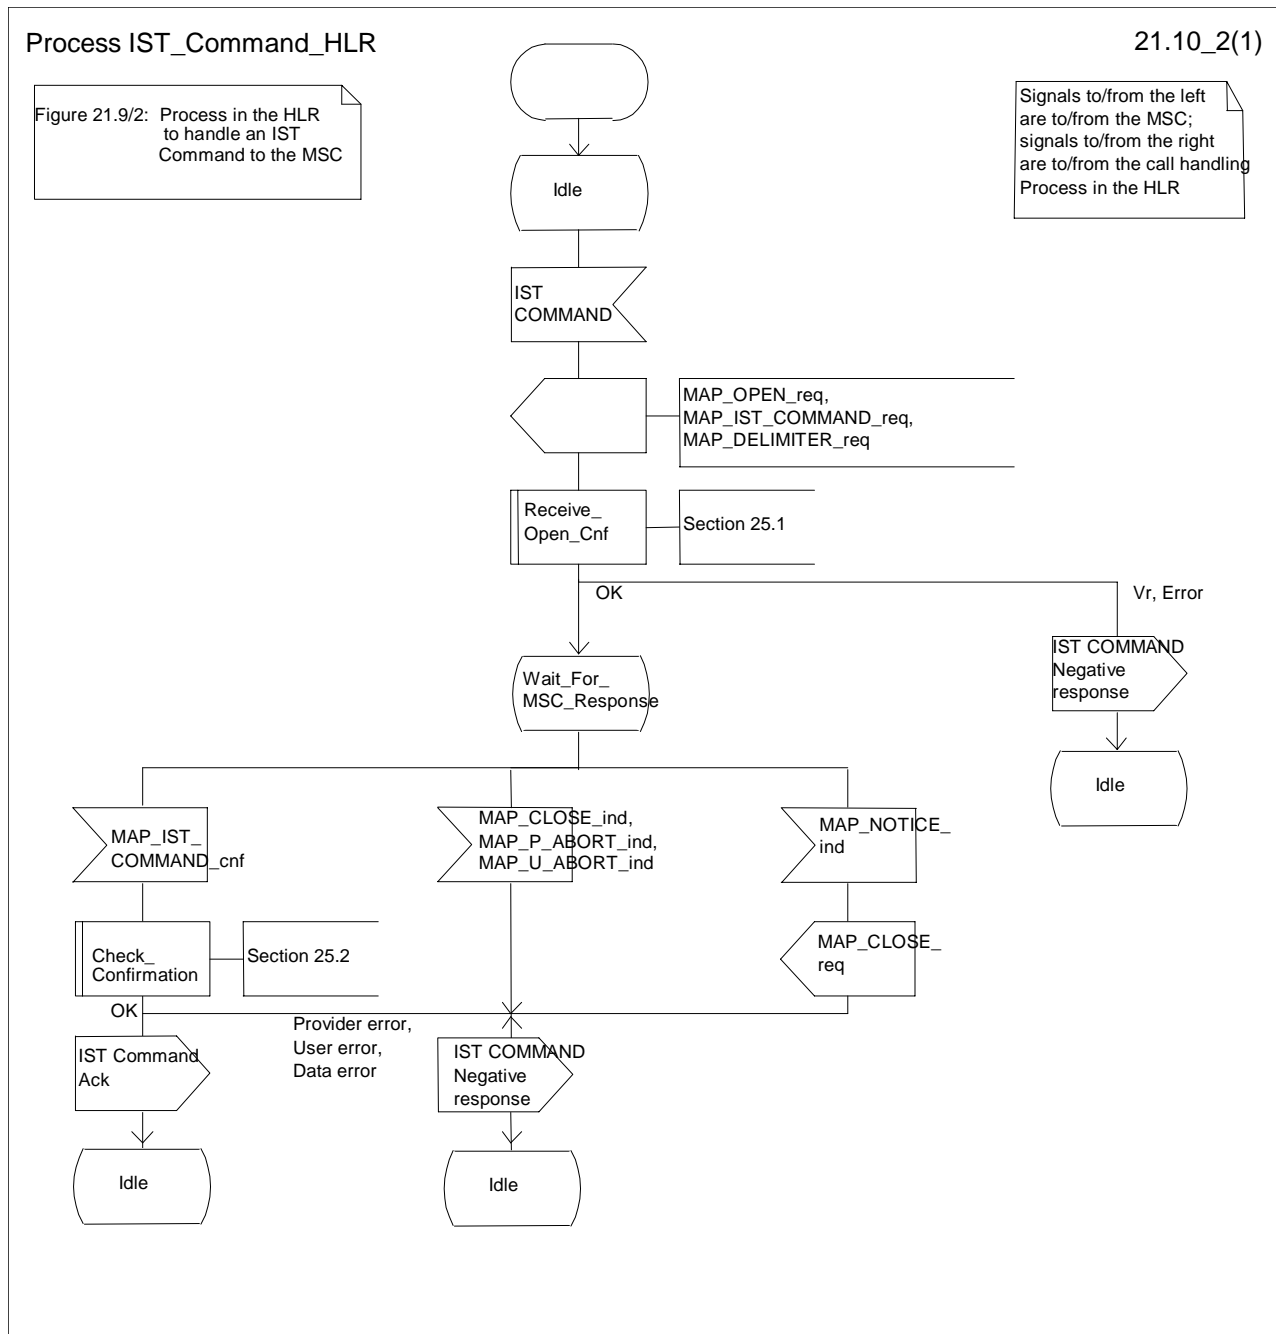 Process IST_Command_HLR
21.10_2(1)
Figure 21.9/2: Process in the HLR
to handle an IST
Command to the MSC
Signals to/from the left
are to/from the MSC;
signals to/from the right
are to/from the call handling
Process in the HLR
Idle
IST
COMMAND
MAP_OPEN_req,
MAP_IST_COMMAND_req,
MAP_DELIMITER_req
Receive_
Open_Cnf
Section 25.1
OK
Vr, Error
IST COMMAND
Negative
response
Wait_For_
MSC_Response
Idle
MAP_IST_
COMMAND_cnf
MAP_CLOSE_ind,
MAP_P_ABORT_ind,
MAP_U_ABORT_ind
MAP_NOTICE_
ind
Check_
Confirmation
Section 25.2
MAP_CLOSE_
req
OK
Provider error,
User error,
Data error
IST Command
Ack
IST COMMAND
Negative
response
Idle
Idle